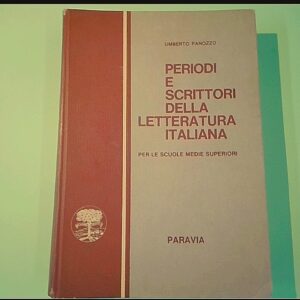 UMBERTO PANOZZO
PERIODI
E
SCRITTORI
DELLA
LETTERATURA
ITALIANA
PER LE SCUOLE MEDIE SUPERIORI
PARAVIA